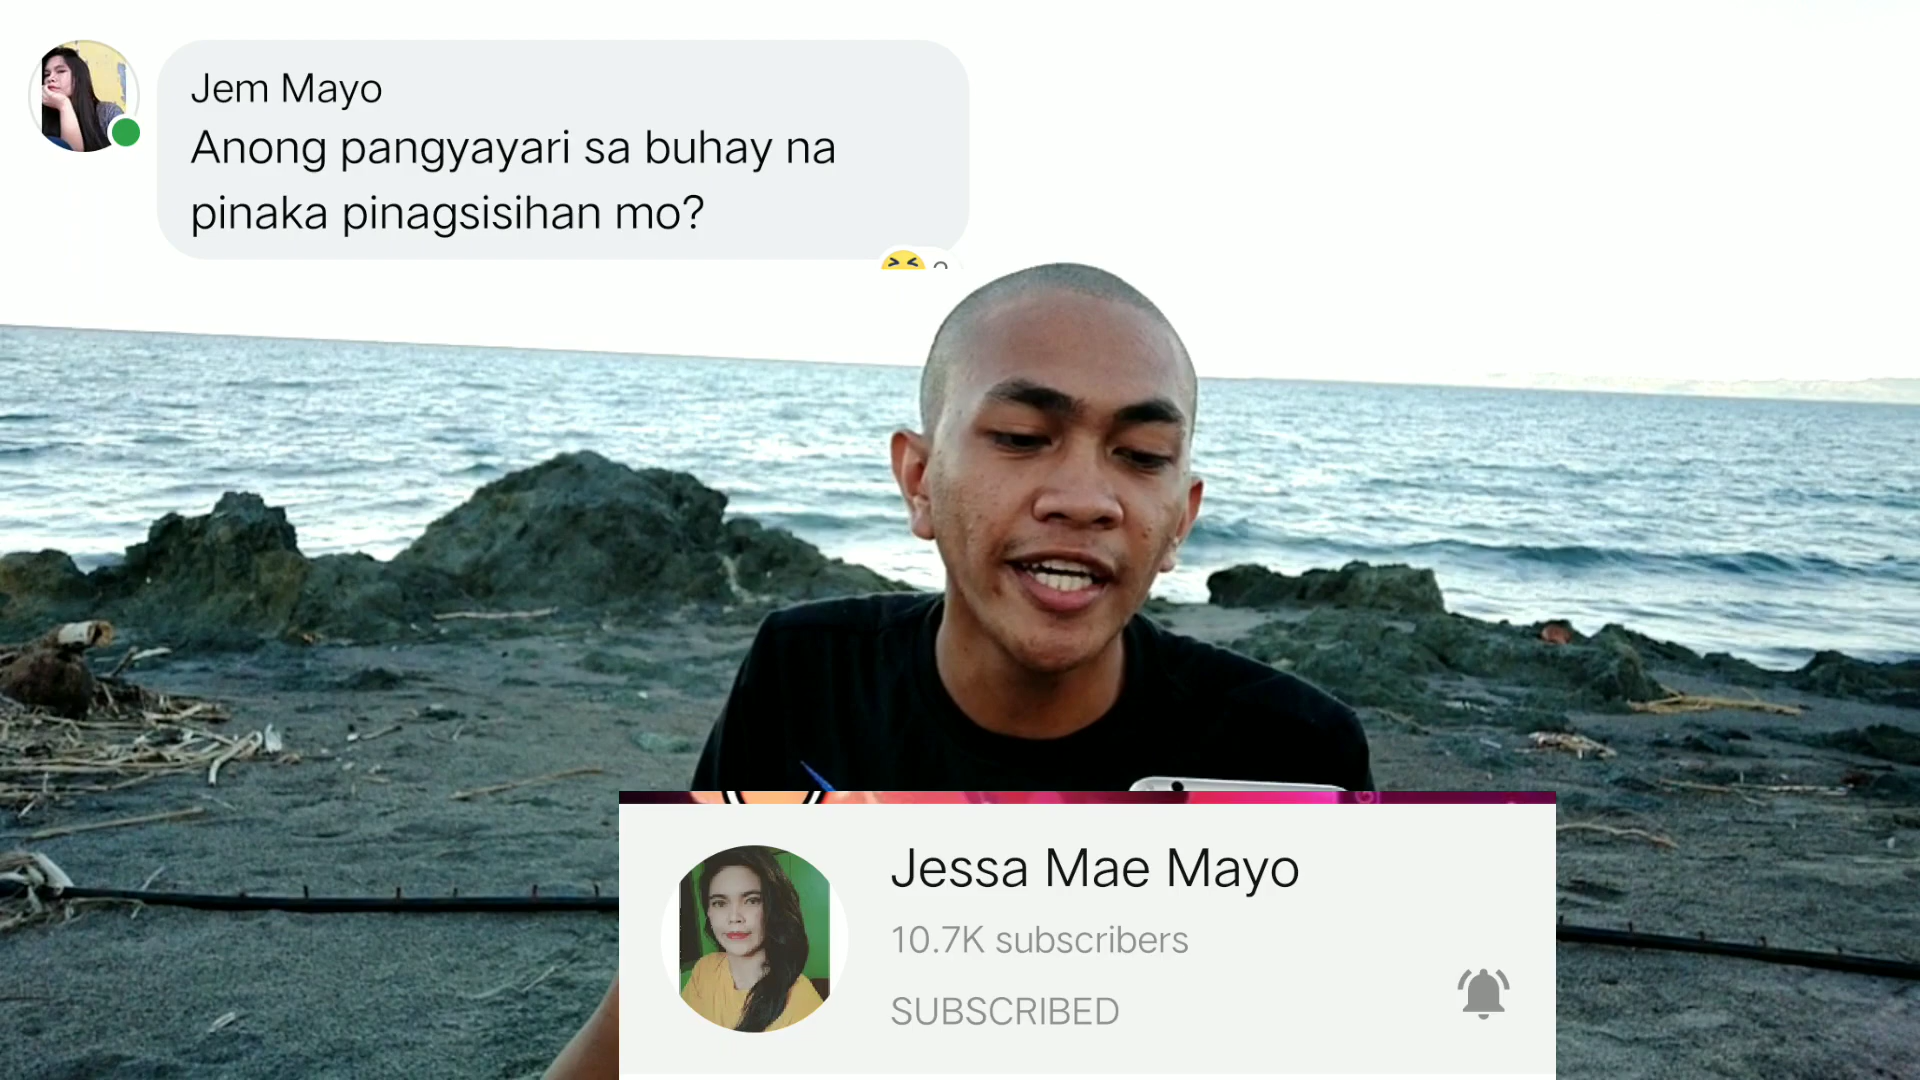 Jem Mayo
Anong pangyayari sa buhay na
pinaka pinagsisihan mo?
Jessa Mae Mayo
10.7K subscribers
SUBSCRIBED